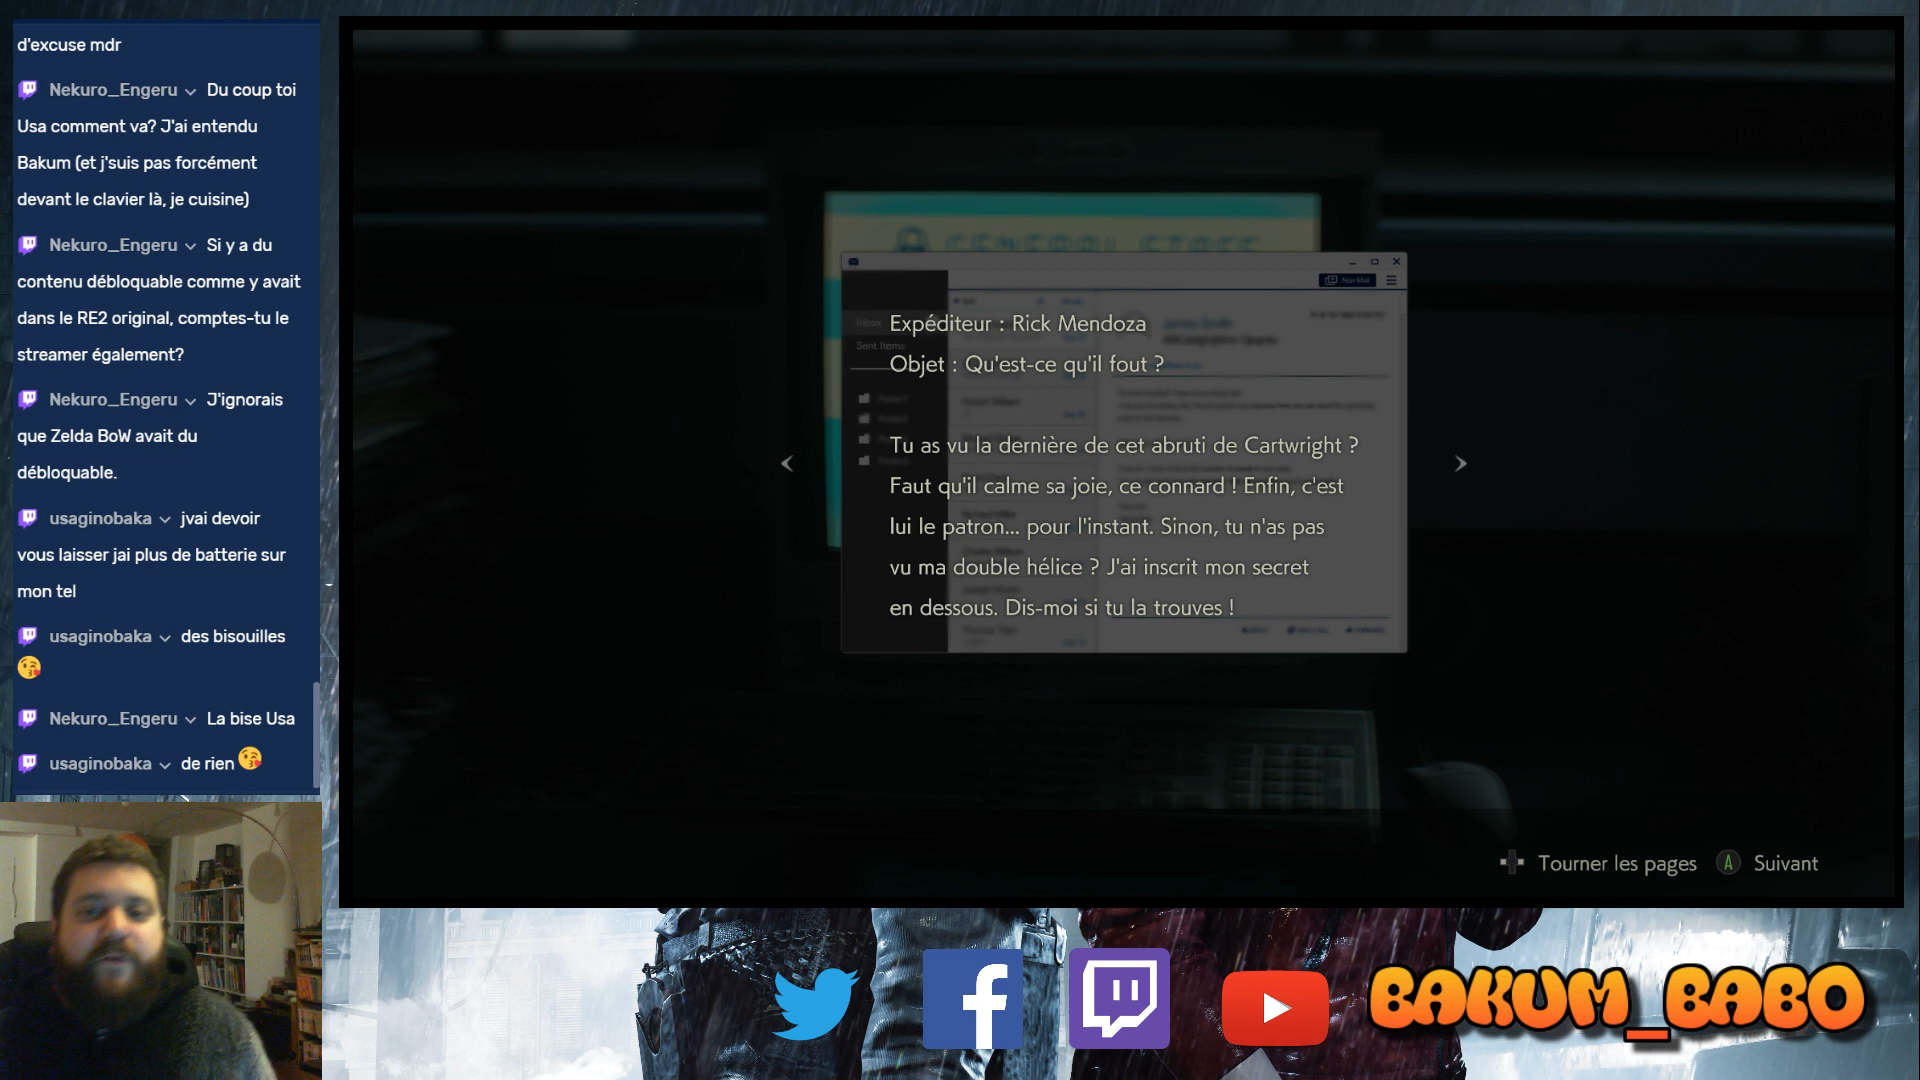 d'excuse mdr
Nekuro_Engeru Du coup toi
Usa comment va? J'ai entendu
Bakum (et j'suis pas forcément
devant le clavier là, je cuisine)
Nekuro_Engeru Si y a du
contenu débloquable comme y avait
dans le RE2 original, comptes-tu le
streamer également?
Nekuro_Engeru J'ignorais
que Zelda BoW avait du
débloquable.
usaginobaka jvai devoir
vous laisser jai plus de batterie sur
mon tel
usaginobaka des bisouilles
Nekuro_Engeru La bise Usa
usaginobaka de rien
Inbox
Sent Items
Expéditeur : Rick Mendoza
Objet : Qu'est-ce qu'il fout ?
Tu as vu la dernière de cet abruti de Cartwright ?
Faut qu'il calme sa joie, ce connard ! Enfin, c'est
lui le patron... pour l'instant. Sinon, tu n'as pas
vu ma double hélice ? J'ai inscrit mon secret
en dessous. Dis-moi si tu la trouves !
Tourner les pages A Suivant
BAKUM_BABO